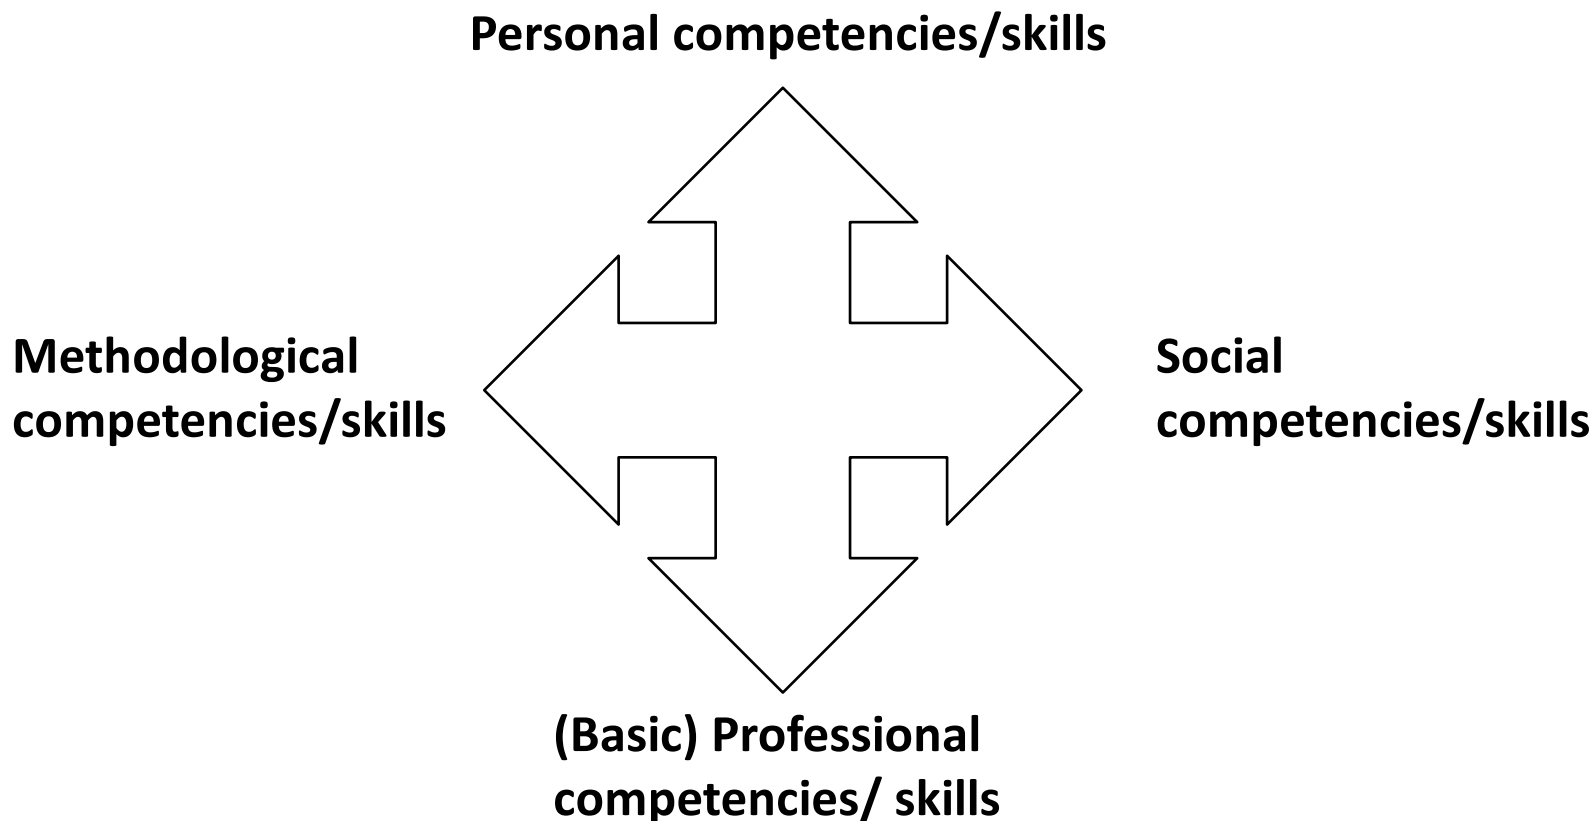 Personal competencies/skills
Methodological
competencies/skills
Social
competencies/skills
(Basic) Professional
competencies/ skills